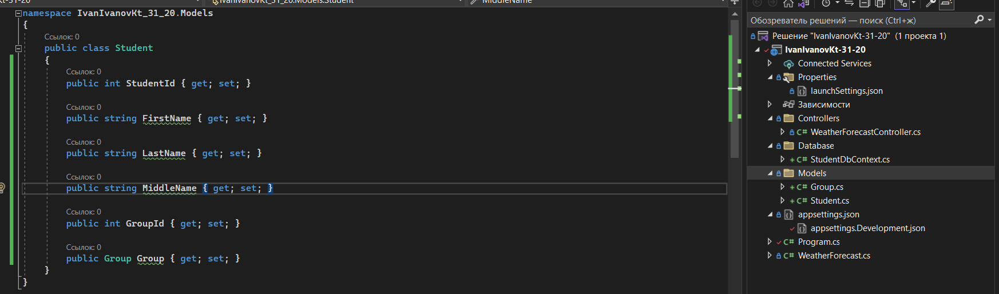 IvanIvanovKt_31_20.Models.Student
MiddleName
namespace IvanIvanovKt_31_20.Models
{
Ссылок: 0
public class Student
{
Ссылок: 0
public int StudentId { get; set; }
Ссылок: 0
public string FirstName { get; set; }
Ссылок: 0
public string LastName { get; set; }
Ссылок: 0
public string MiddleName { get; set; }
Ссылок: 0
public int GroupId { get; set; }
Ссылок: 0
public Group Group { get; set; }
}
}
Обозреватель решений — поиск (Ctrl+ж)
Решение "IvanIvanovKt-31-20" (1 проекта 1)
IvanIvanovKt-31-20
Connected Services
Properties
launchSettings.json
Зависимости
Controllers
C# WeatherForecastController.cs
Database
C# StudentDbContext.cs
Models
C# Group.cs
C# Student.cs
appsettings.json
appsettings.Development.json
C# Program.cs
C# WeatherForecast.cs